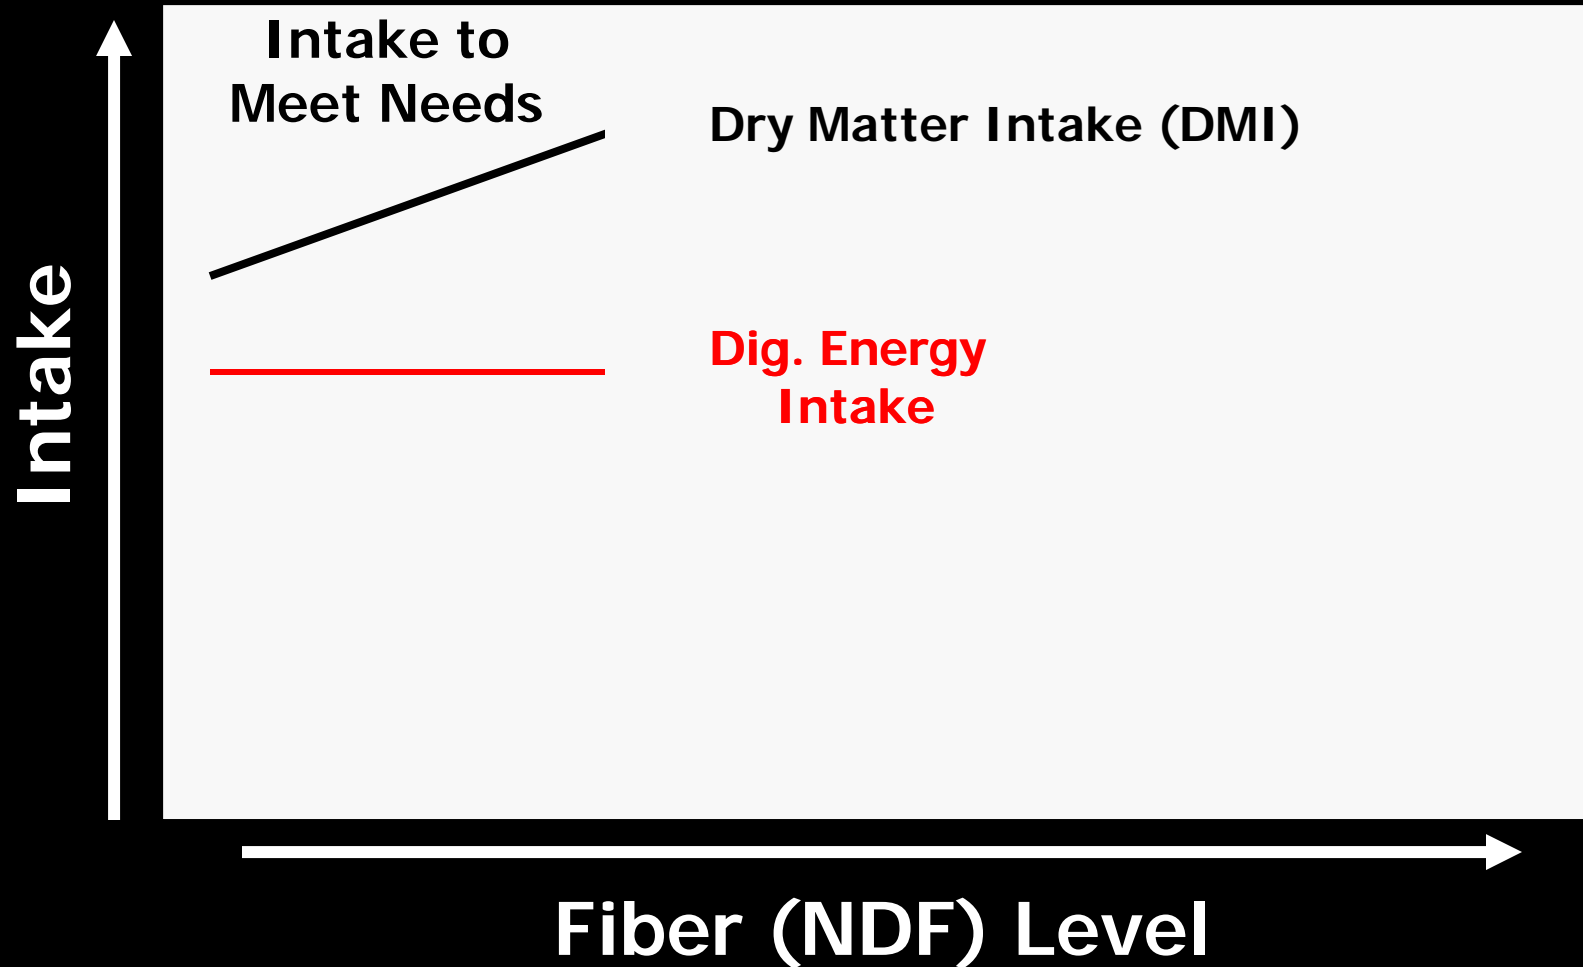 Intake to
Meet Needs
Dry Matter Intake (DMI)
Dig. Energy
Intake
Intake
Fiber (NDF) Level